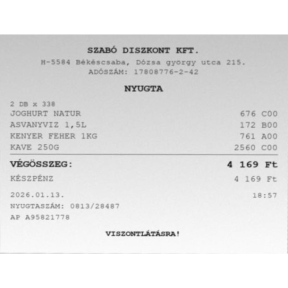 SZABÓ DISZKONT KFT.
H-5584 Békéscsaba, Dózsa györgy utca 215.
ADÓSZÁM: 17808776-2-42
NYUGTA
2 DB x 338
JOGHURT NATUR 676 C00
ASVANYVIZ 1,5L 172 B00
KENYER FEHER 1KG 761 A00
KAVE 250G 2560 C00
VÉGÖSSZEG: 4 169 Ft
KÉSZPÉNZ 4 169 Ft
2026.01.13. 18:57
NYUGTASZÁM: 0813/28487
AP A95821778
VISZONTLÁTÁSRA!